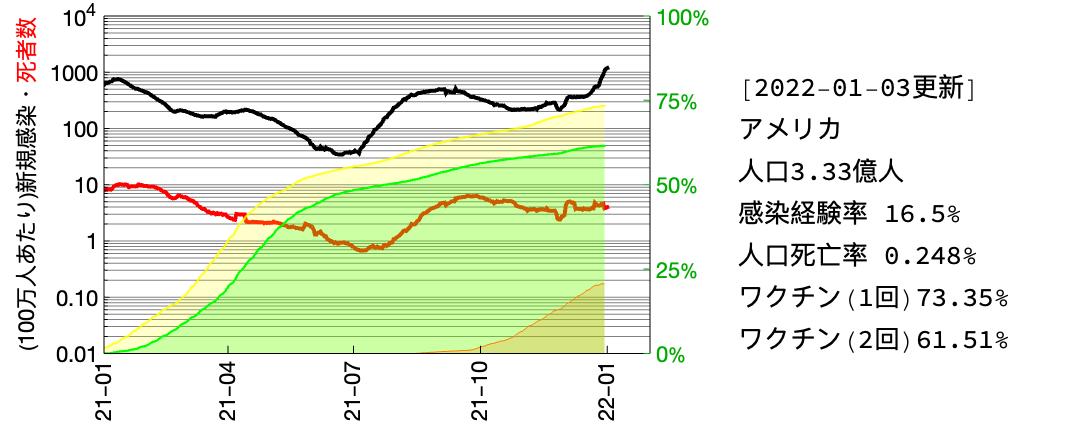 (100万人あたり)新規感染・死者数
10^4
1000
100
10
1
0.10
0.01
100%
75%
50%
25%
0%
21-01
21-04
21-07
21-10
22-01
[2022-01-03更新]
アメリカ
人口3.33億人
感染経験率 16.5%
人口死亡率 0.248%
ワクチン(1回)73.35%
ワクチン(2回)61.51%